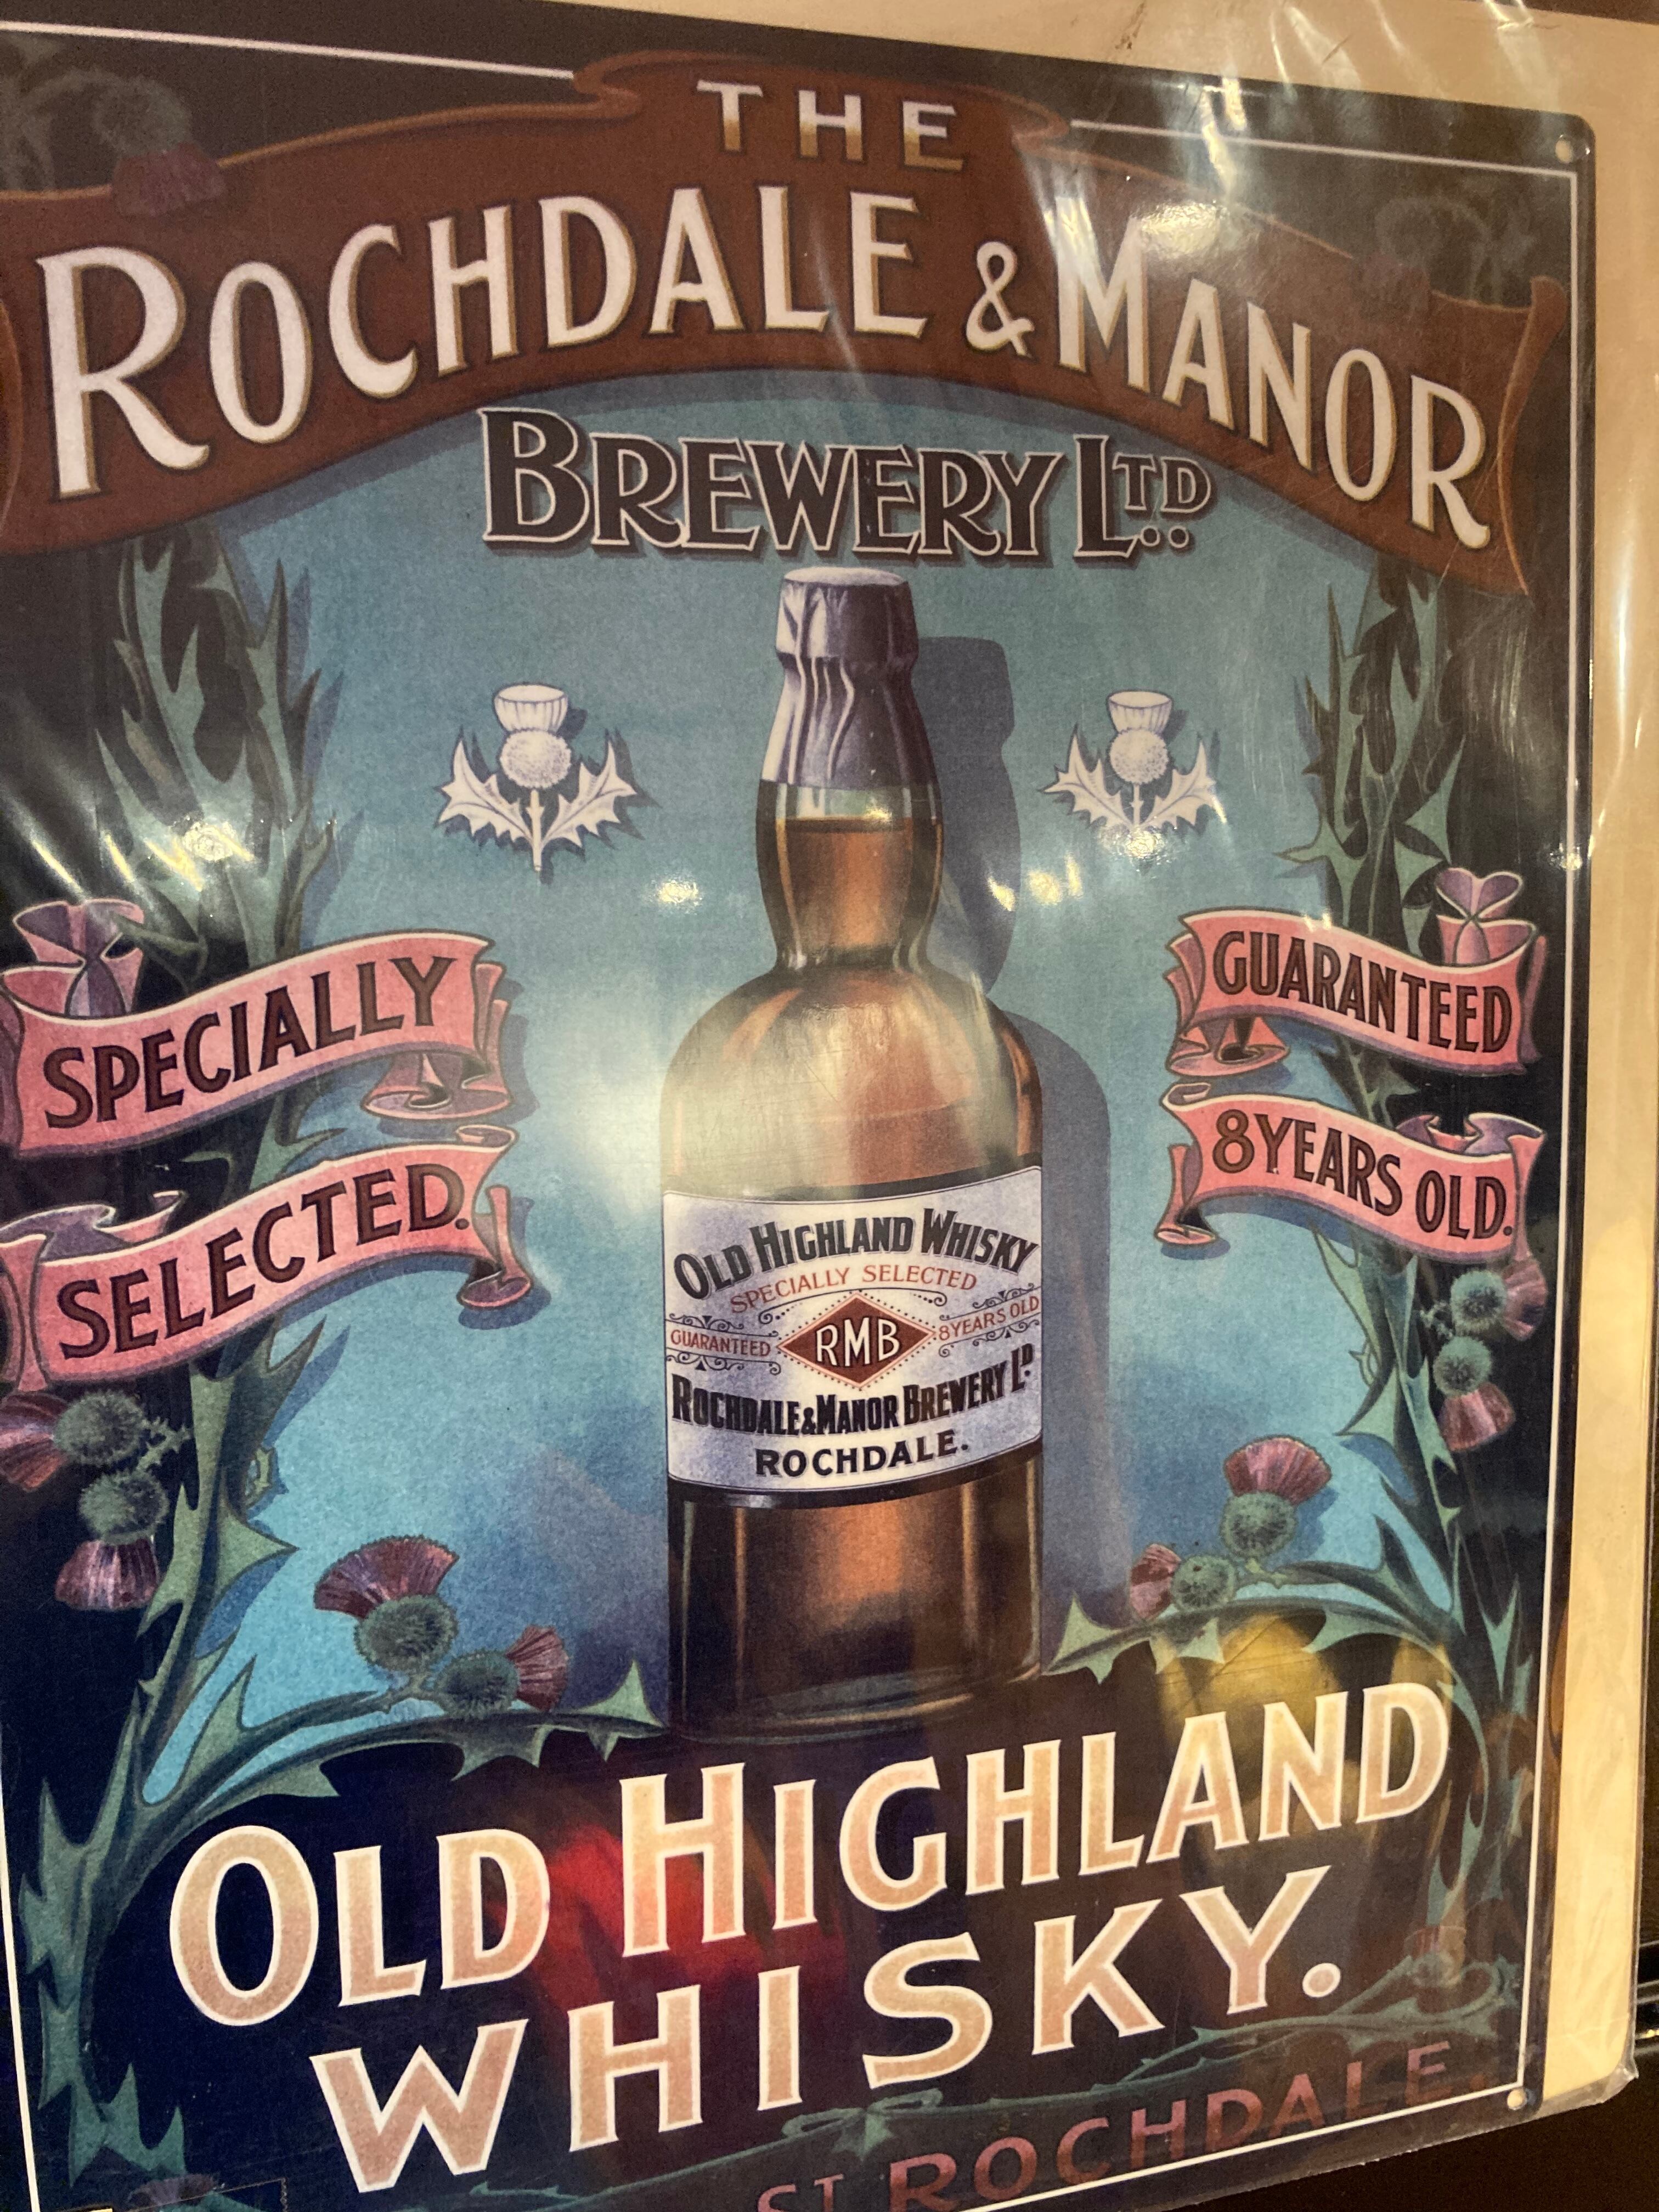 THE
ROCHDALE & MANOR
BREWERY LTD
SPECIALLY
SELECTED.
GUARANTEED
8 YEARS OLD.
OLD HIGHLAND WHISKY
SPECIALLY SELECTED
GUARANTEED RMB 8 YEARS OLD
ROCHDALE & MANOR BREWERY LD
ROCHDALE.
OLD HIGHLAND
WHISKY.
ST ROCHDALE.